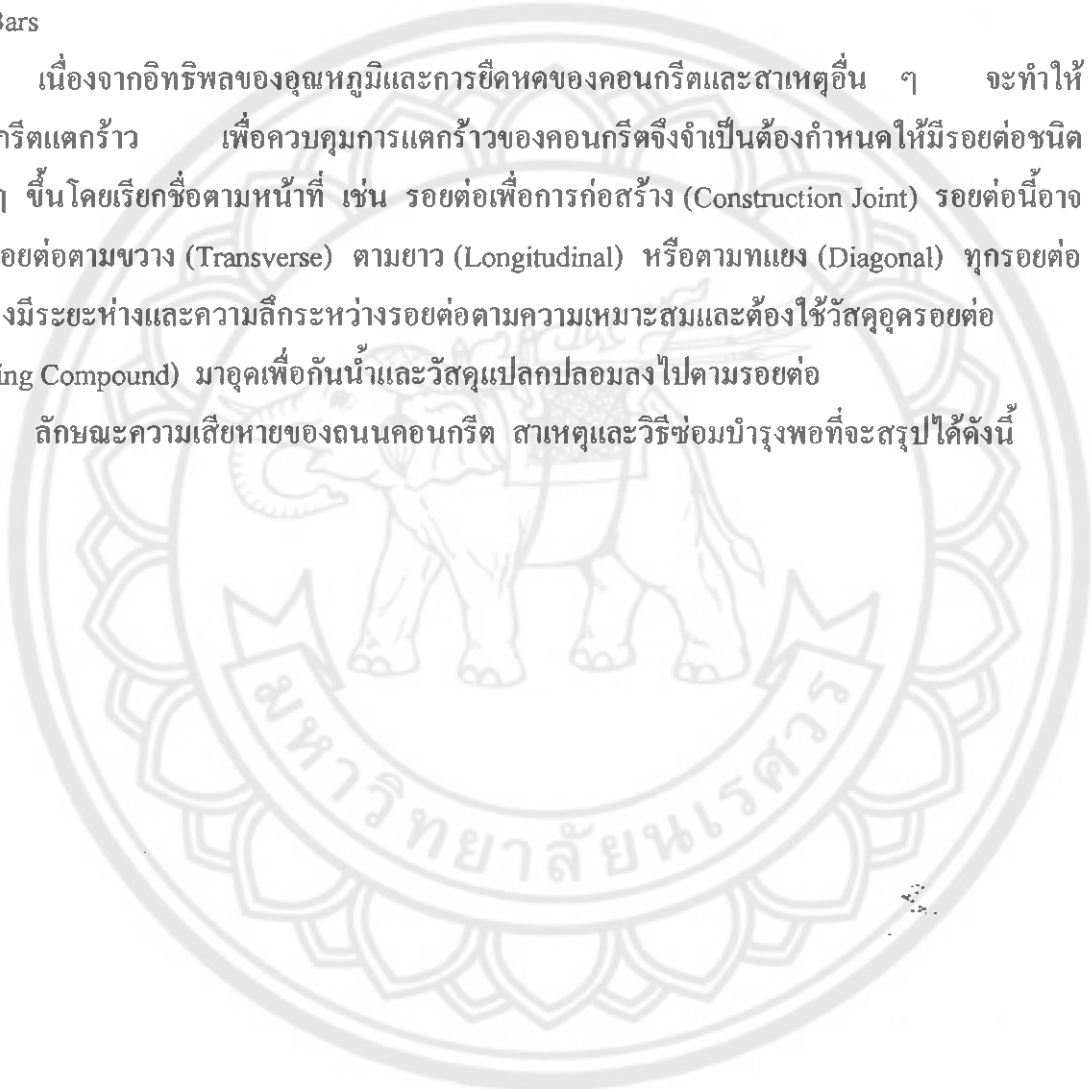 Bars
เนื่องจากอิทธิพลของอุณหภูมิและการยืดหดของคอนกรีตและสาเหตุอื่น ๆ จะทำให้
กรีตแตกร้าว เพื่อควบคุมการแตกร้าวของคอนกรีตจึงจำเป็นต้องกำหนดให้มีรอยต่อชนิด
ๆ ขึ้นโดยเรียกชื่อตามหน้าที่ เช่น รอยต่อเพื่อการก่อสร้าง (Construction Joint) รอยต่อนี้อาจ
อยต่อตามขวาง (Transverse) ตามยาว (Longitudinal) หรือตามทแยง (Diagonal) ทุกรอยต่อ
งมีระยะห่างและความลึกระหว่างรอยต่อตามความเหมาะสมและต้องใช้วัสดุอุดรอยต่อ
ing Compound) มาอุดเพื่อกันน้ำและวัสดุแปลกปลอมลงไปตามรอยต่อ
ลักษณะความเสียหายของถนนคอนกรีต สาเหตุและวิธีซ่อมบำรุงพอที่จะสรุปได้ดังนี้
มหาวิทยาลัยนเรศวร